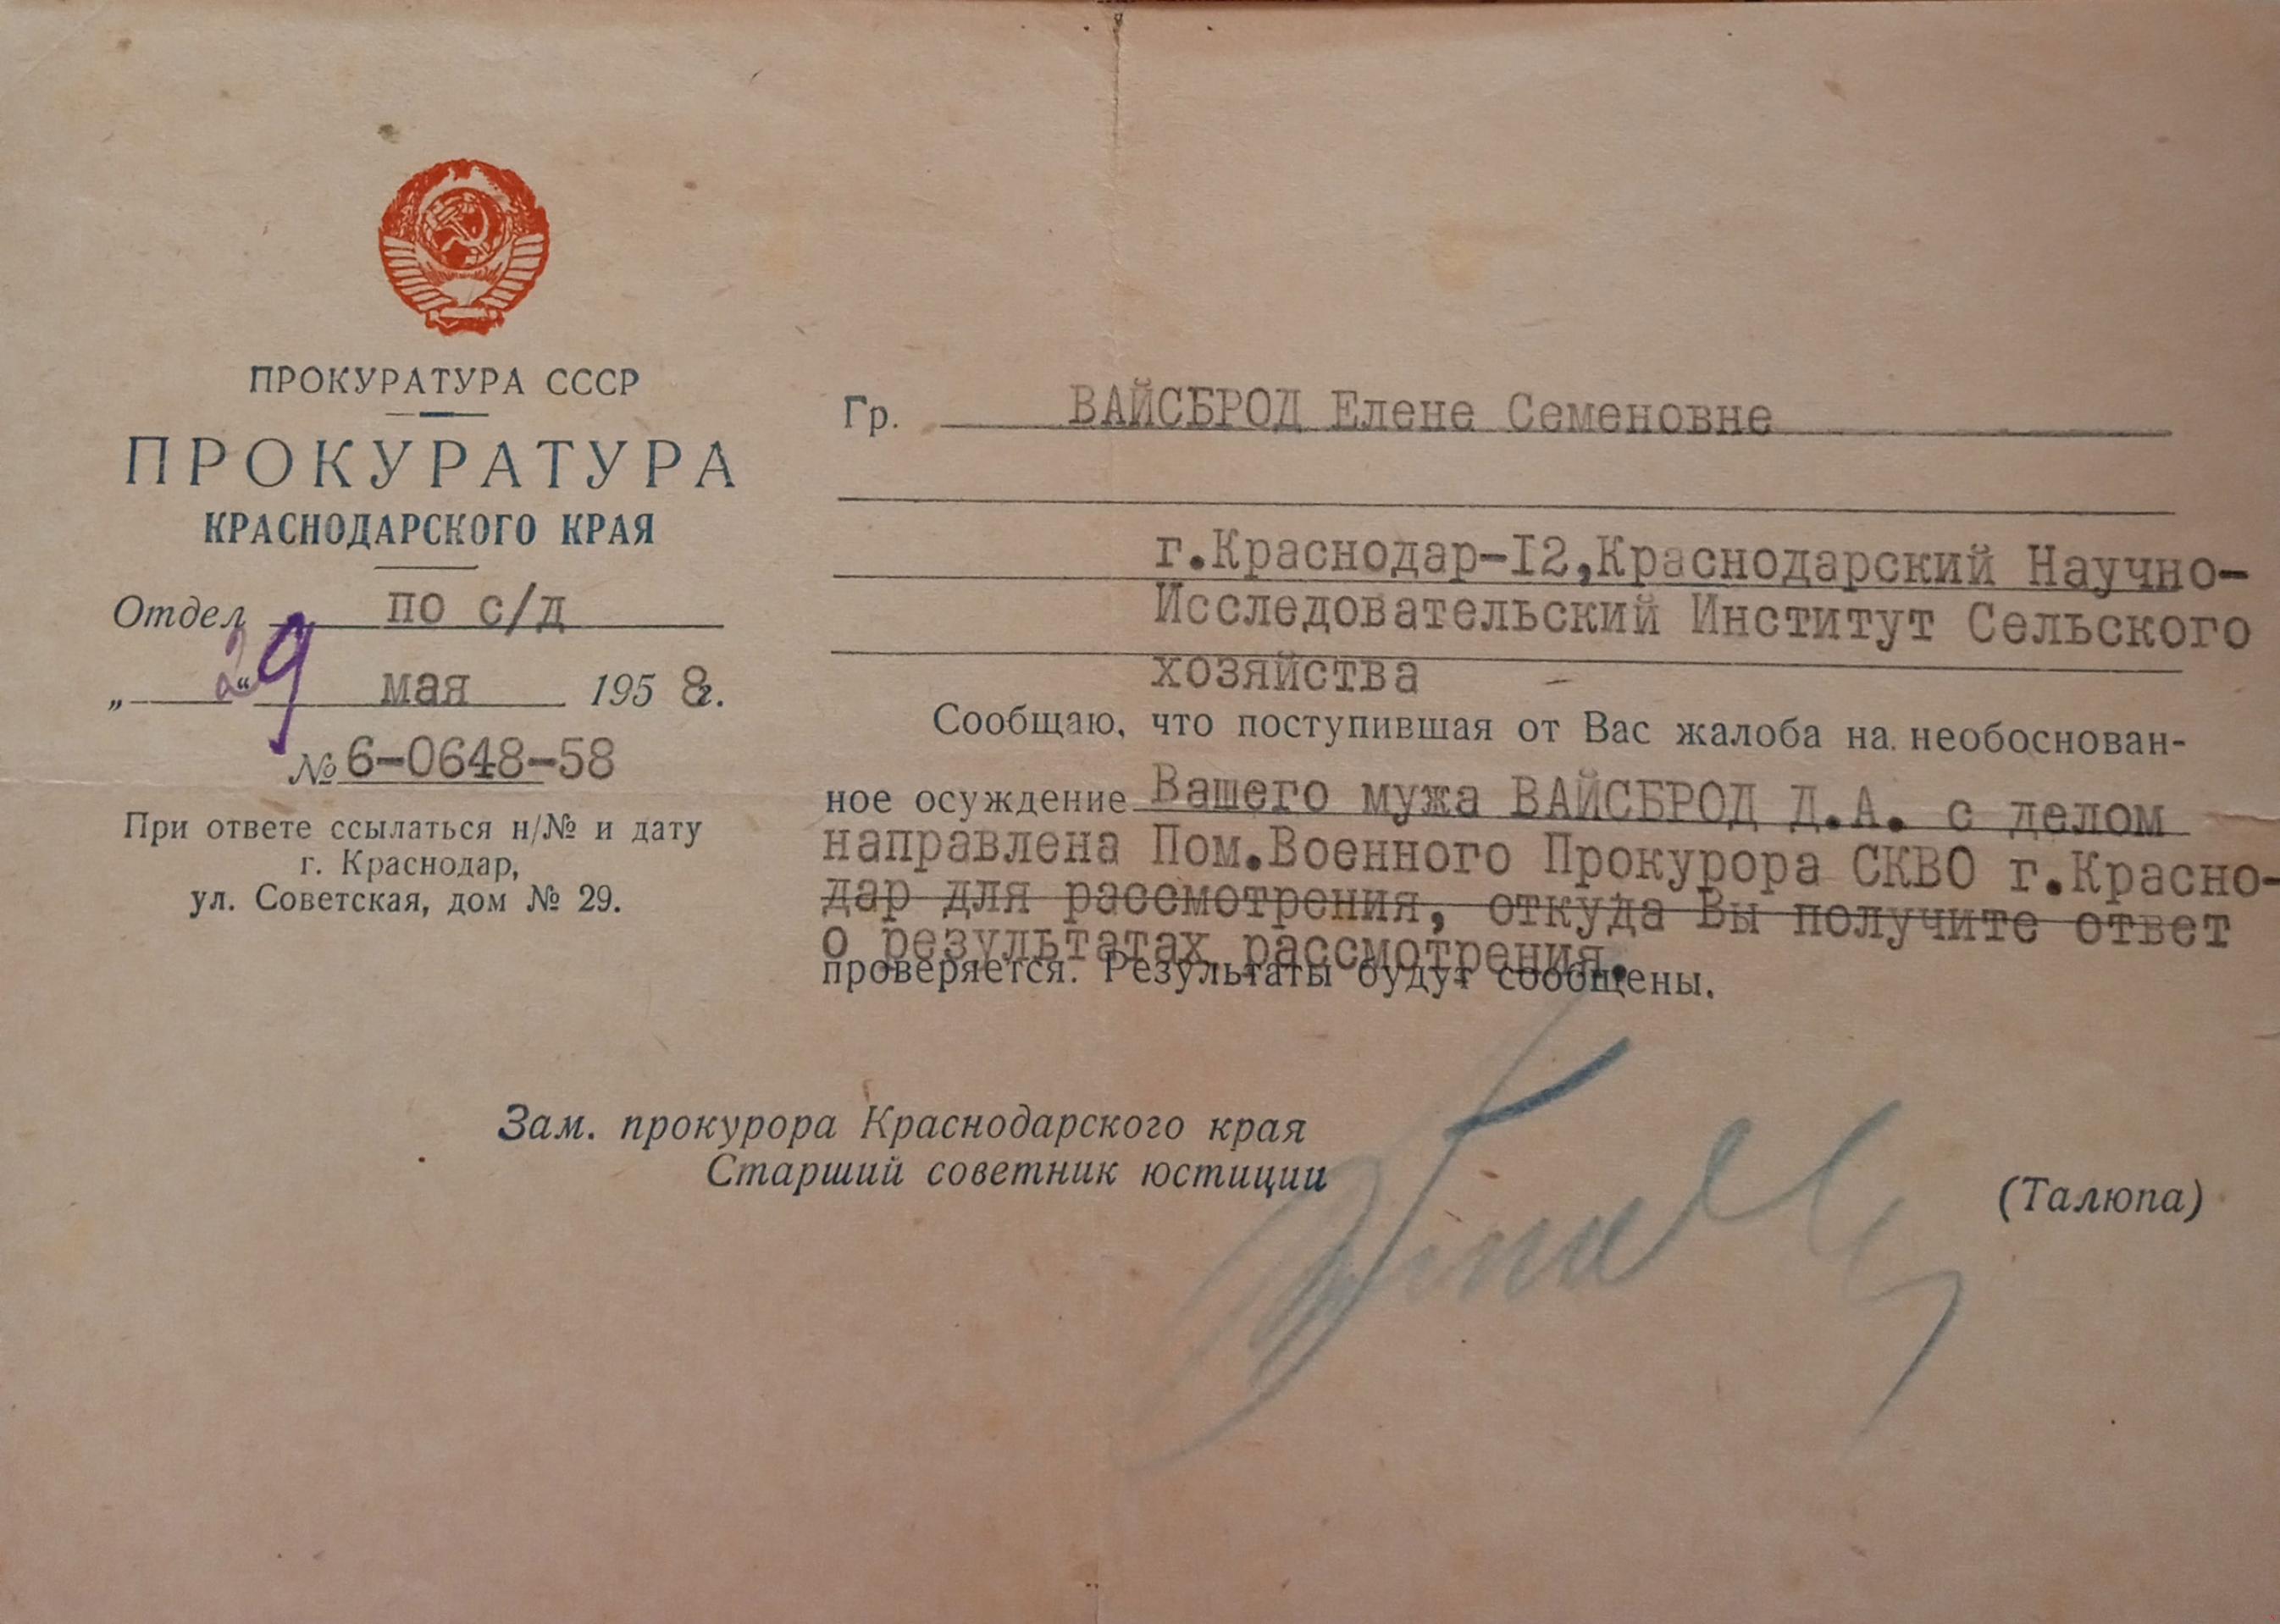 ПРОКУРАТУРА СССР
ПРОКУРАТУРА
КРАСНОДАРСКОГО КРАЯ
Отдел по с/д
„29“ мая 1958 г.
№ 6-0648-58
При ответе ссылаться н/№ и дату
г. Краснодар,
ул. Советская, дом № 29.
Гр. ВАЙСБРОД Елене Семеновне
г.Краснодар-12,Краснодарский Научно-
Исследовательский Институт Сельского
хозяйства
Сообщаю, что поступившая от Вас жалоба на необоснован-
ное осуждение Вашего мужа ВАЙСБРОД Д.А. с делом
направлена Пом.Военного Прокурора СКВО г.Красно-
дар для рассмотрения, откуда Вы получите ответ
о результатах рассмотрения.
проверяется. Результаты будут сообщены.
Зам. прокурора Краснодарского края
Старший советник юстиции
(Талюпа)